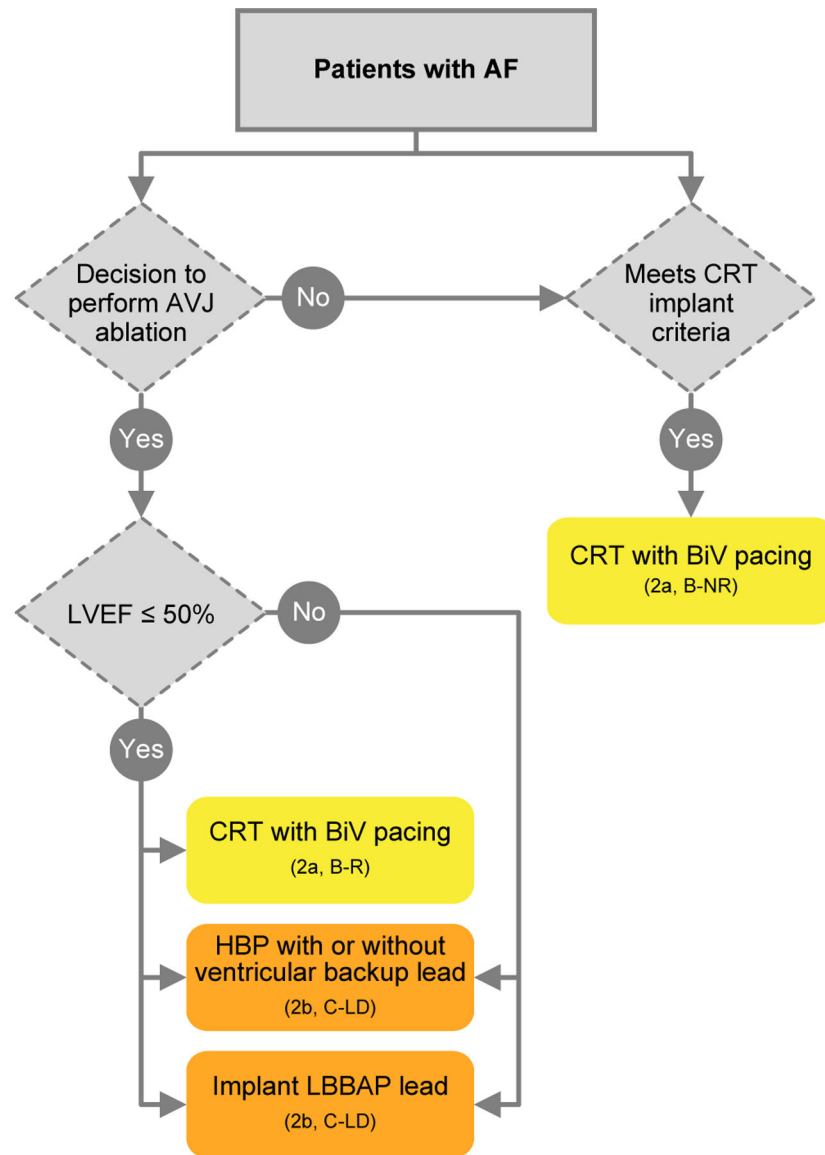 Patients with AF
Decision to
perform AVJ
ablation
No
Meets CRT
implant
criteria
Yes
Yes
CRT with BiV pacing
(2a, B-NR)
LVEF ≤ 50%
No
Yes
CRT with BiV pacing
(2a, B-R)
HBP with or without
ventricular backup lead
(2b, C-LD)
Implant LBBAP lead
(2b, C-LD)